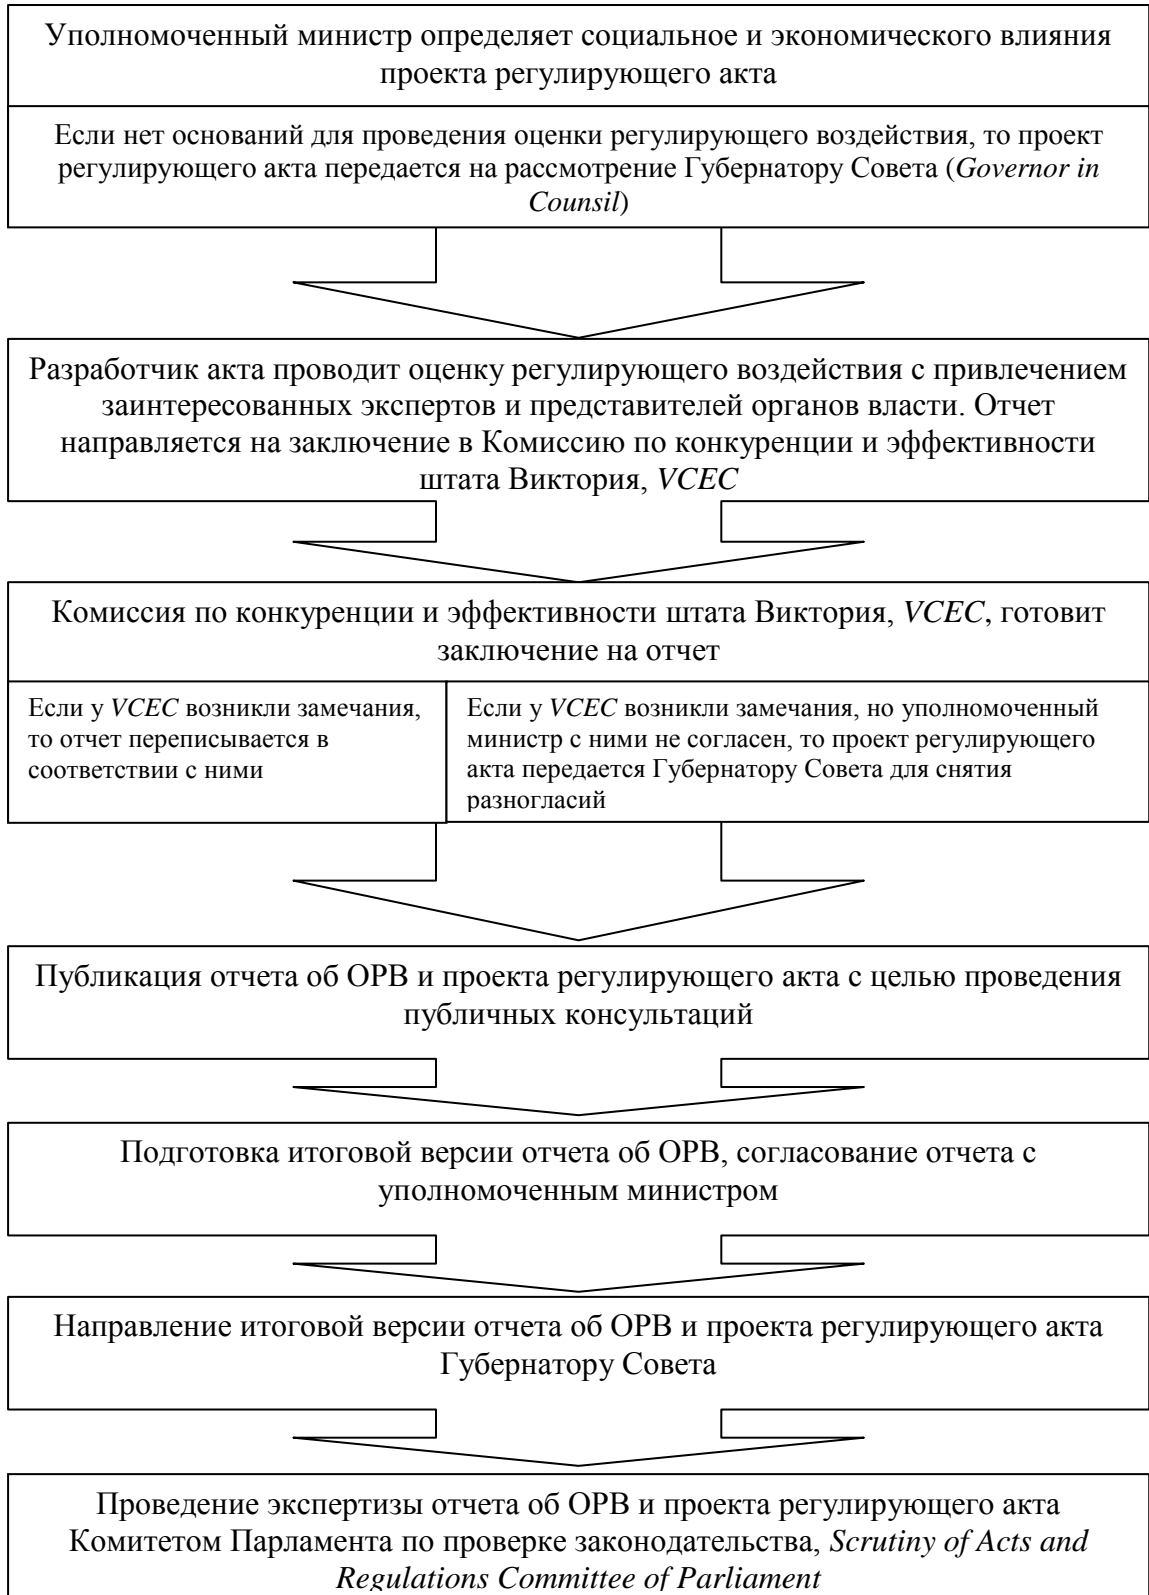 Уполномоченный министр определяет социальное и экономического влияния
проекта регулирующего акта
Если нет оснований для проведения оценки регулирующего воздействия, то проект
регулирующего акта передается на рассмотрение Губернатору Совета (Governor in
Counsil)
Разработчик акта проводит оценку регулирующего воздействия с привлечением
заинтересованных экспертов и представителей органов власти. Отчет
направляется на заключение в Комиссию по конкуренции и эффективности
штата Виктория, VCEC
Комиссия по конкуренции и эффективности штата Виктория, VCEC, готовит
заключение на отчет
Если у VCEC возникли замечания,
то отчет переписывается в
соответствии с ними
Если у VCEC возникли замечания, но уполномоченный
министр с ними не согласен, то проект регулирующего
акта передается Губернатору Совета для снятия
разногласий
Публикация отчета об ОРВ и проекта регулирующего акта с целью проведения
публичных консультаций
Подготовка итоговой версии отчета об ОРВ, согласование отчета с
уполномоченным министром
Направление итоговой версии отчета об ОРВ и проекта регулирующего акта
Губернатору Совета
Проведение экспертизы отчета об ОРВ и проекта регулирующего акта
Комитетом Парламента по проверке законодательства, Scrutiny of Acts and
Regulations Committee of Parliament